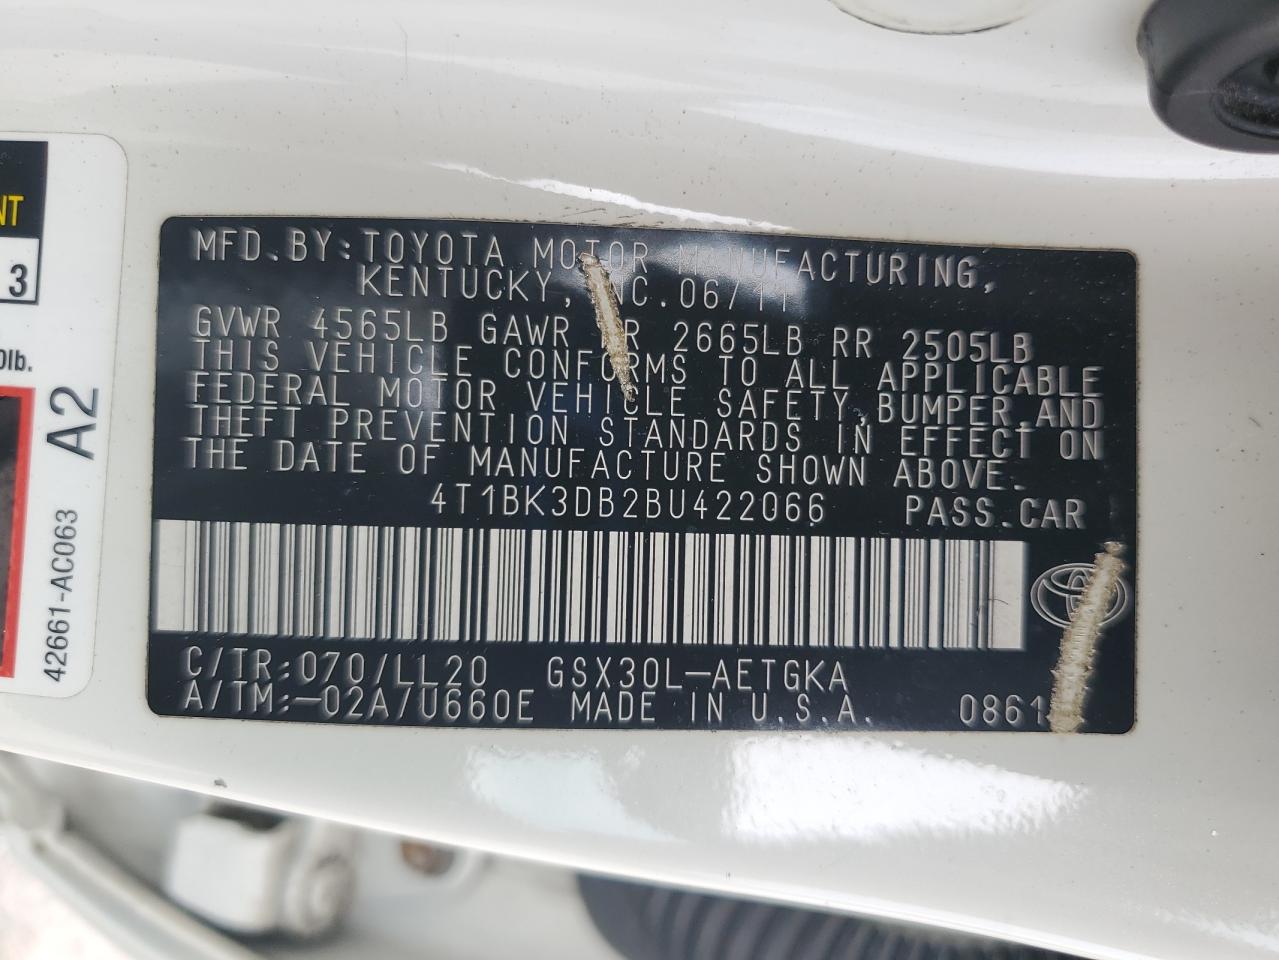 MFD.BY:TOYOTA MOTOR MANUFACTURING,
KENTUCKY, INC.06/11
GVWR 4565LB GAWR FR 2665LB RR 2505LB
THIS VEHICLE CONFORMS TO ALL APPLICABLE
FEDERAL MOTOR VEHICLE SAFETY,BUMPER,AND
THEFT PREVENTION STANDARDS IN EFFECT ON
THE DATE OF MANUFACTURE SHOWN ABOVE.
4T1BK3DB2BU422066 PASS.CAR
C/TR:070/LL20 GSX30L-AETGKA
A/TM:-02A/U660E MADE IN U.S.A.
NT
3
lb.
A2
42661-AC063